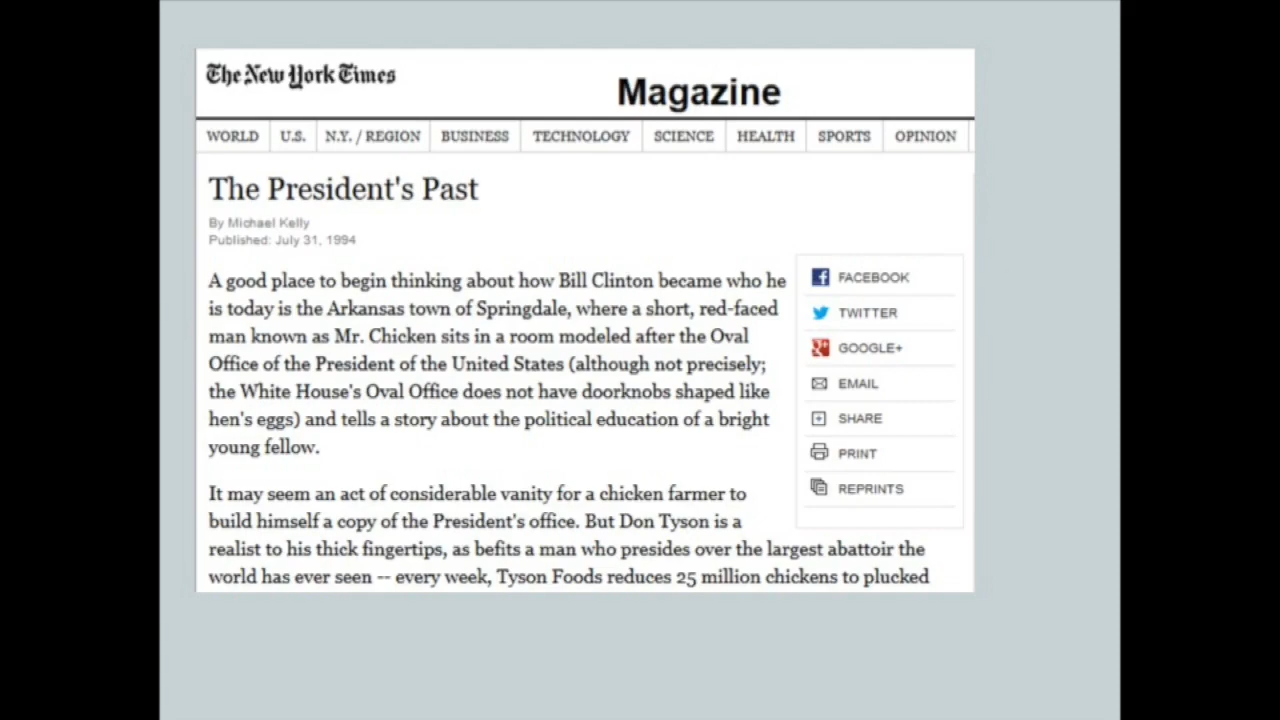 The New York Times
Magazine
WORLD U.S. N.Y. / REGION BUSINESS TECHNOLOGY SCIENCE HEALTH SPORTS OPINION
The President's Past
By Michael Kelly
Published: July 31, 1994
A good place to begin thinking about how Bill Clinton became who he
is today is the Arkansas town of Springdale, where a short, red-faced
man known as Mr. Chicken sits in a room modeled after the Oval
Office of the President of the United States (although not precisely;
the White House's Oval Office does not have doorknobs shaped like
hen's eggs) and tells a story about the political education of a bright
young fellow.
It may seem an act of considerable vanity for a chicken farmer to
build himself a copy of the President's office. But Don Tyson is a
realist to his thick fingertips, as befits a man who presides over the largest abattoir the
world has ever seen -- every week, Tyson Foods reduces 25 million chickens to plucked
FACEBOOK
TWITTER
GOOGLE+
EMAIL
SHARE
PRINT
REPRINTS